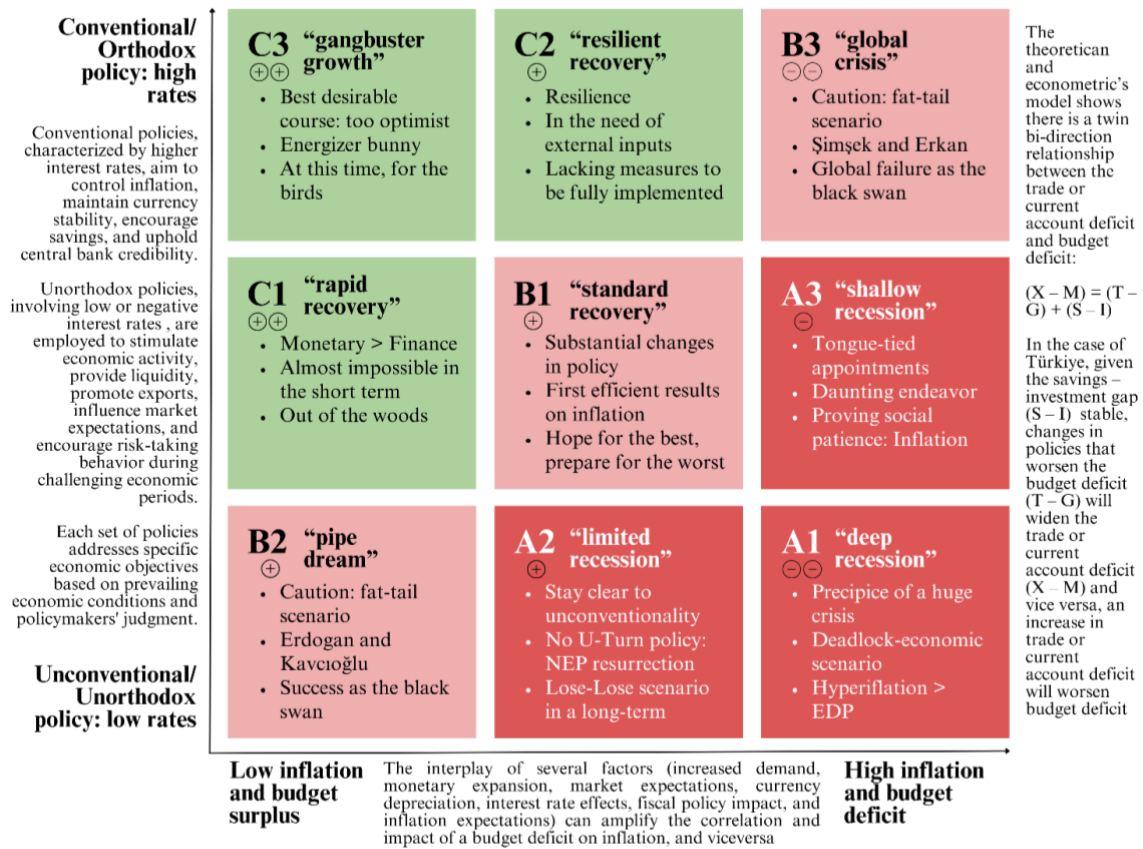 Conventional/
Orthodox
policy: high
rates
Conventional policies,
characterized by higher
interest rates, aim to
control inflation,
maintain currency
stability, encourage
savings, and uphold
central bank credibility.
Unorthodox policies,
involving low or negative
interest rates , are
employed to stimulate
economic activity,
provide liquidity,
promote exports,
influence market
expectations, and
encourage risk-taking
behavior during
challenging economic
periods.
Each set of policies
addresses specific
economic objectives
based on prevailing
economic conditions and
policymakers' judgment.
Unconventional/
Unorthodox
policy: low rates
C3 “gangbuster
growth”
• Best desirable
course: too optimist
• Energizer bunny
• At this time, for the
birds
C2 “resilient
recovery”
• Resilience
• In the need of
external inputs
• Lacking measures to
be fully implemented
B3 “global
crisis”
• Caution: fat-tail
scenario
• Şimşek and Erkan
• Global failure as the
black swan
C1 “rapid
recovery”
• Monetary > Finance
• Almost impossible in
the short term
• Out of the woods
B1 “standard
recovery”
• Substantial changes
in policy
• First efficient results
on inflation
• Hope for the best,
prepare for the worst
A3 “shallow
recession”
• Tongue-tied
appointments
• Daunting endeavor
• Proving social
patience: Inflation
B2 “pipe
dream”
• Caution: fat-tail
scenario
• Erdogan and
Kavcıoğlu
• Success as the black
swan
A2 “limited
recession”
• Stay clear to
unconventionality
• No U-Turn policy:
NEP resurrection
• Lose-Lose scenario
in a long-term
A1 “deep
recession”
• Precipice of a huge
crisis
• Deadlock-economic
scenario
• Hyperiflation >
EDP
The
theoretican
and
econometric’s
model shows
there is a twin
bi-direction
relationship
between the
trade or
current
account deficit
and budget
deficit:
(X – M) = (T –
G) + (S – I)
In the case of
Türkiye, given
the savings –
investment gap
(S – I) stable,
changes in
policies that
worsen the
budget deficit
(T – G) will
widen the
trade or
current
account deficit
(X – M) and
vice versa, an
increase in
trade or
current
account deficit
will worsen
budget deficit
Low inflation
and budget
surplus
The interplay of several factors (increased demand,
monetary expansion, market expectations, currency
depreciation, interest rate effects, fiscal policy impact, and
inflation expectations) can amplify the correlation and
impact of a budget deficit on inflation, and viceversa
High inflation
and budget
deficit